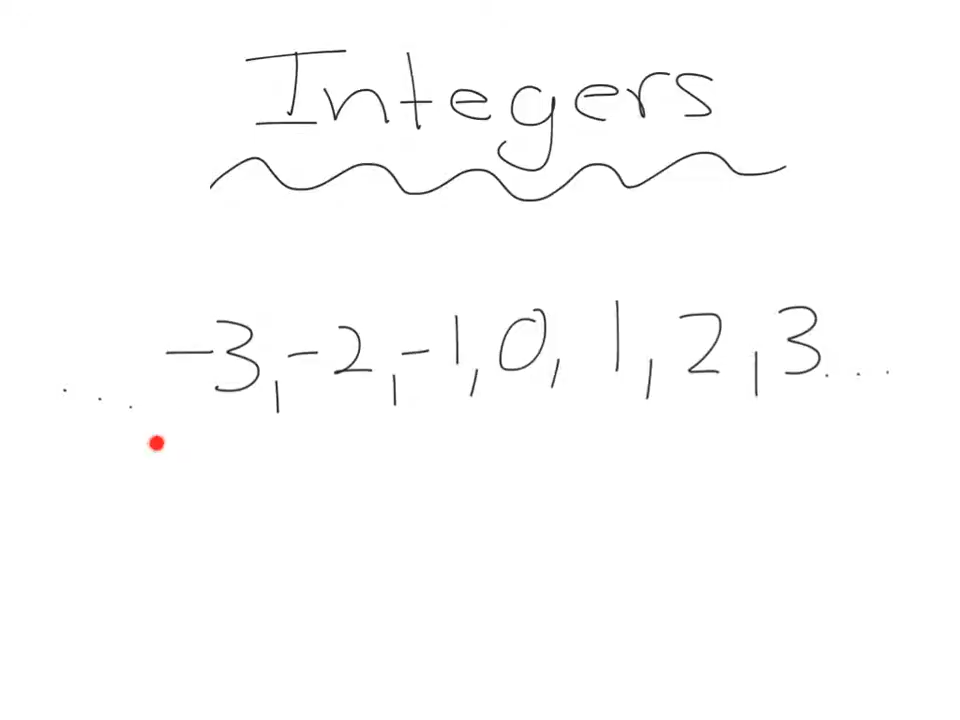 Integers
... -3, -2, -1, 0, 1, 2, 3...